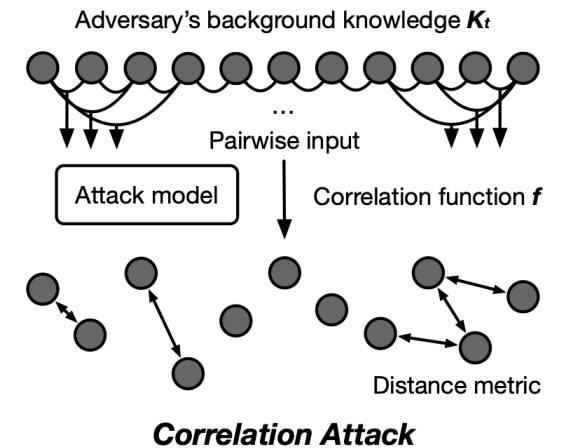 Adversary's background knowledge Kt
...
Pairwise input
Attack model
Correlation function f
Distance metric
Correlation Attack